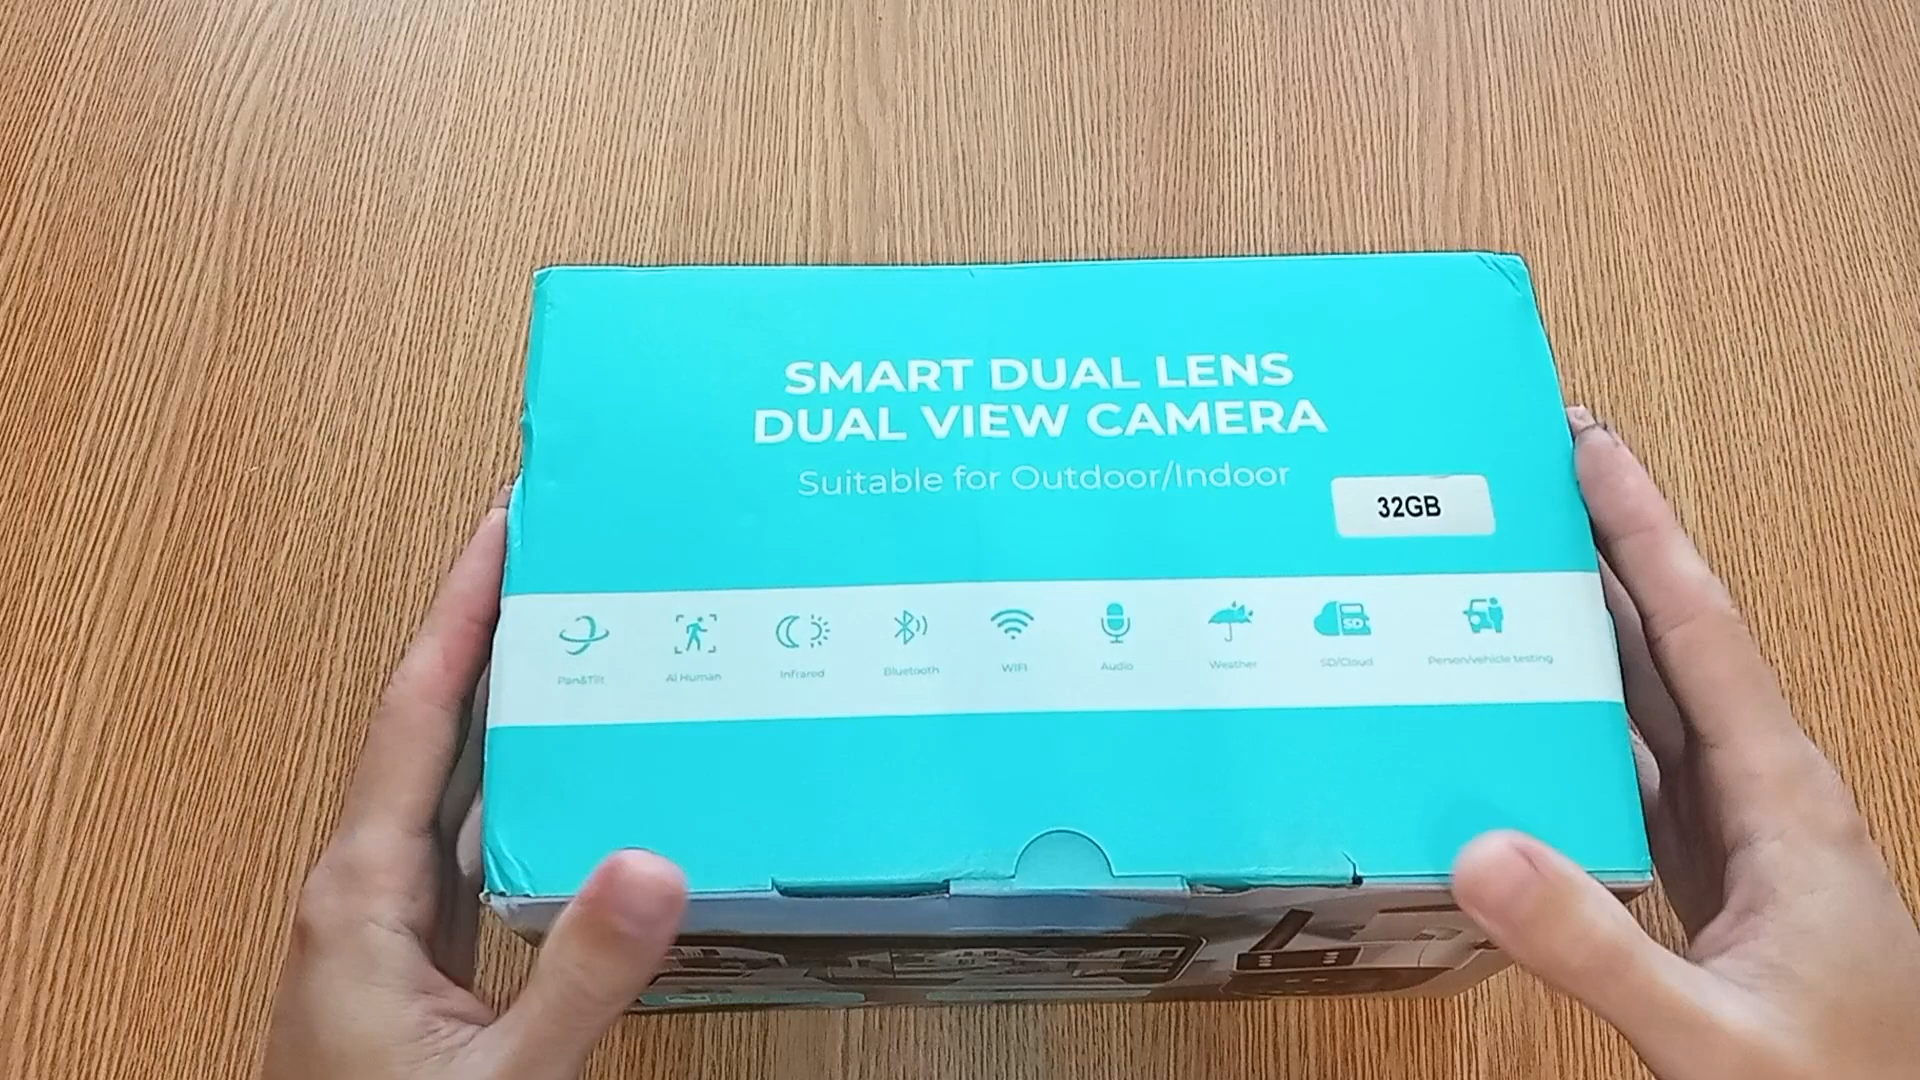 SMART DUAL LENS
DUAL VIEW CAMERA
Suitable for Outdoor/Indoor
32GB
SD
Pan&Tilt
AI Human
Infrared
Bluetooth
WIFI
Audio
Weather
SD/Cloud
Person/vehicle testing